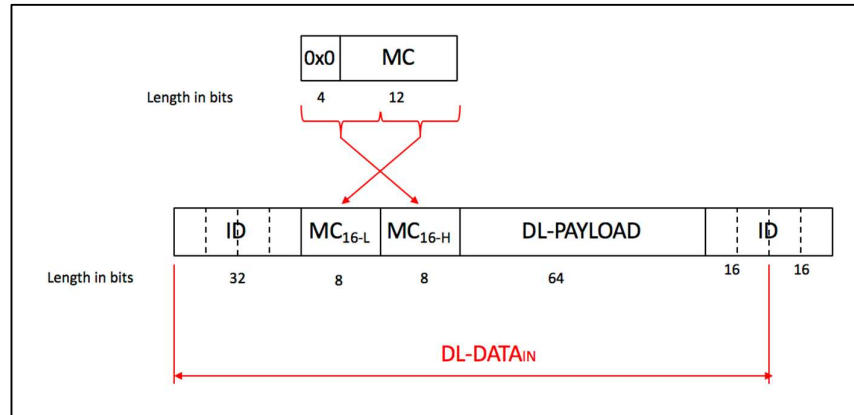 0x0 MC
Length in bits 4 12
ID MC16-L MC16-H DL-PAYLOAD ID
Length in bits 32 8 8 64 16 16
DL-DATAIN